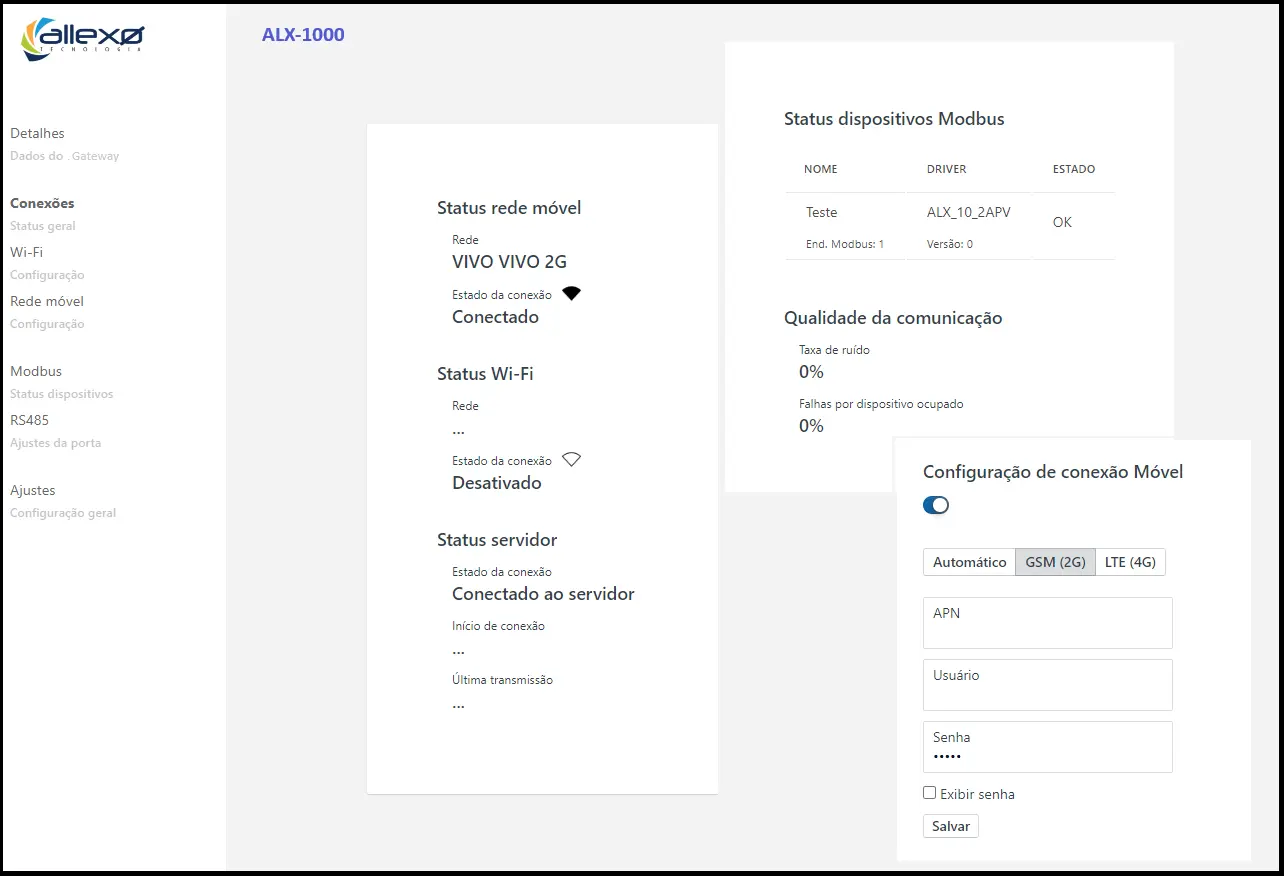 allexo
TECNOLOGIA
ALX-1000
Detalhes
Dados do .Gateway
Conexões
Status geral
Wi-Fi
Configuração
Rede móvel
Configuração
Modbus
Status dispositivos
RS485
Ajustes da porta
Ajustes
Configuração geral
Status rede móvel
Rede
VIVO VIVO 2G
Estado da conexão
Conectado
Status Wi-Fi
Rede
...
Estado da conexão
Desativado
Status servidor
Estado da conexão
Conectado ao servidor
Início de conexão
...
Última transmissão
...
Status dispositivos Modbus
NOME DRIVER ESTADO
Teste ALX_10_2APV OK
End. Modbus: 1 Versão: 0
Qualidade da comunicação
Taxa de ruído
0%
Falhas por dispositivo ocupado
0%
Configuração de conexão Móvel
Automático GSM (2G) LTE (4G)
APN
Usuário
Senha
•••••
Exibir senha
Salvar